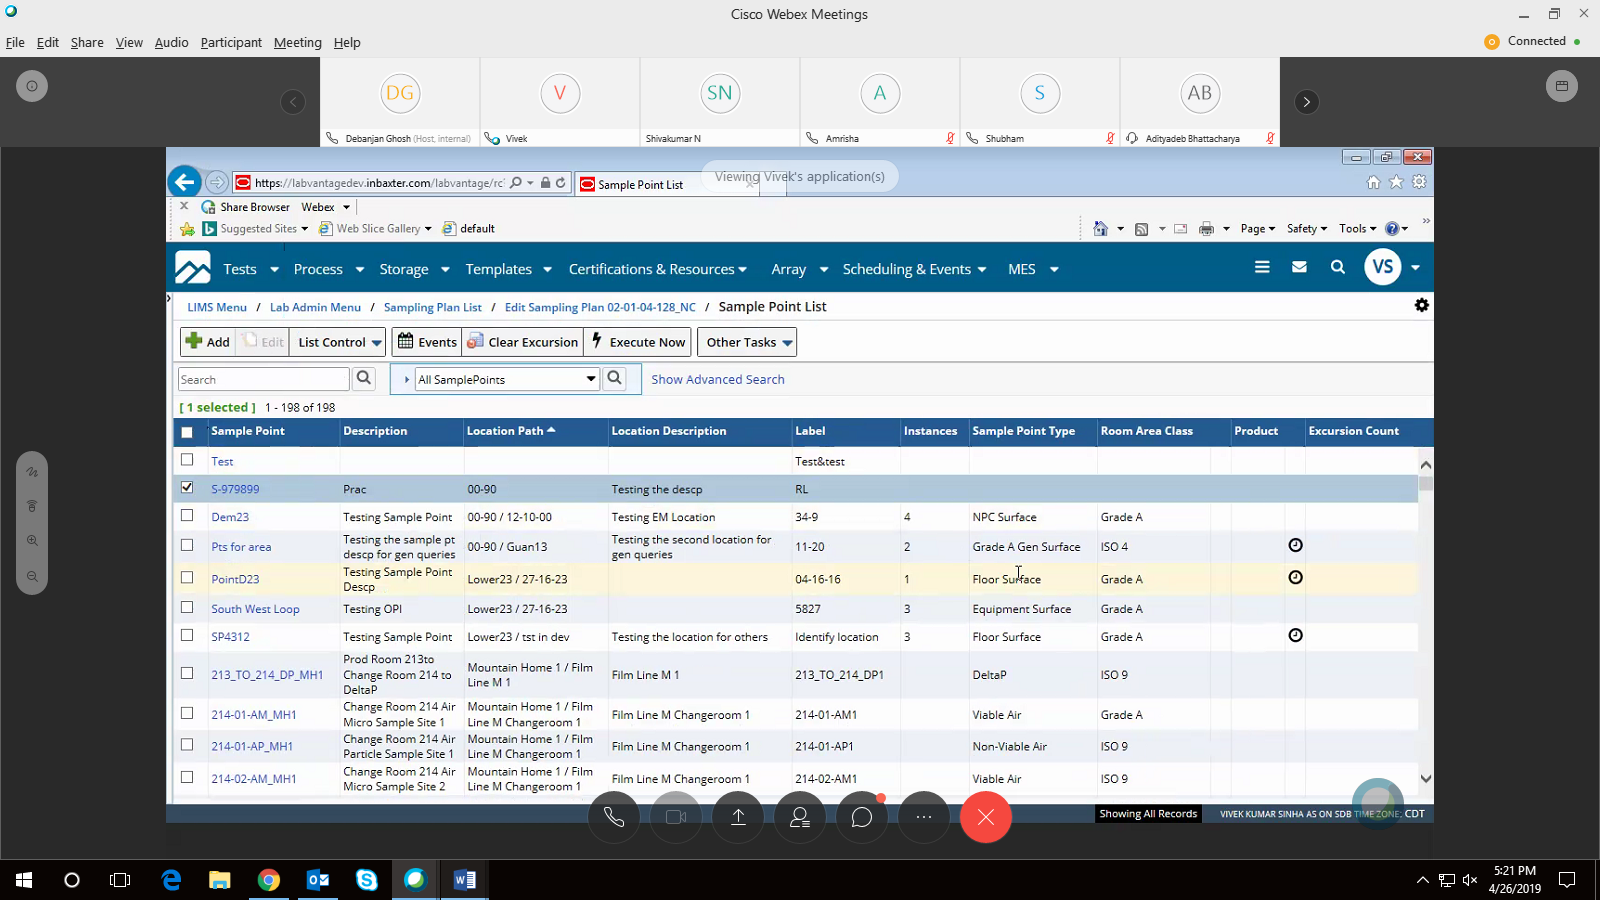 Cisco Webex Meetings
File Edit Share View Audio Participant Meeting Help
Connected
DG V SN A S AB
Debanjan Ghosh (Host, internal) Vivek Shivakumar N Amrisha Shubham Adityadeb Bhattacharya
https://labvantagedev.inbaxter.com/labvantage/rc Sample Point List
Viewing Vivek's application(s)
Share Browser Webex
Suggested Sites Web Slice Gallery default Page Safety Tools
Tests Process Storage Templates Certifications & Resources Array Scheduling & Events MES VS
LIMS Menu / Lab Admin Menu / Sampling Plan List / Edit Sampling Plan 02-01-04-128_NC / Sample Point List
Add Edit List Control Events Clear Excursion Execute Now Other Tasks
Search All SamplePoints Show Advanced Search
[ 1 selected ] 1 - 198 of 198
Sample Point Description Location Path Location Description Label Instances Sample Point Type Room Area Class Product Excursion Count
Test Test&test
S-979899 Prac 00-90 Testing the descp RL
Dem23 Testing Sample Point 00-90 / 12-10-00 Testing EM Location 34-9 4 NPC Surface Grade A
Pts for area Testing the sample pt descp for gen queries 00-90 / Guan13 Testing the second location for gen queries 11-20 2 Grade A Gen Surface ISO 4
PointD23 Testing Sample Point Descp Lower23 / 27-16-23 04-16-16 1 Floor Surface Grade A
South West Loop Testing OPI Lower23 / 27-16-23 5827 3 Equipment Surface Grade A
SP4312 Testing Sample Point Lower23 / tst in dev Testing the location for others Identify location 3 Floor Surface Grade A
213_TO_214_DP_MH1 Prod Room 213to Change Room 214 to DeltaP Mountain Home 1 / Film Line M 1 Film Line M 1 213_TO_214_DP1 DeltaP ISO 9
214-01-AM_MH1 Change Room 214 Air Micro Sample Site 1 Mountain Home 1 / Film Line M Changeroom 1 Film Line M Changeroom 1 214-01-AM1 Viable Air Grade A
214-01-AP_MH1 Change Room 214 Air Particle Sample Site 1 Mountain Home 1 / Film Line M Changeroom 1 Film Line M Changeroom 1 214-01-AP1 Non-Viable Air ISO 9
214-02-AM_MH1 Change Room 214 Air Micro Sample Site 2 Mountain Home 1 / Film Line M Changeroom 1 Film Line M Changeroom 1 214-02-AM1 Viable Air ISO 9
Showing All Records VIVEK KUMAR SINHA AS ON SDB TIME ZONE: CDT
5:21 PM
4/26/2019